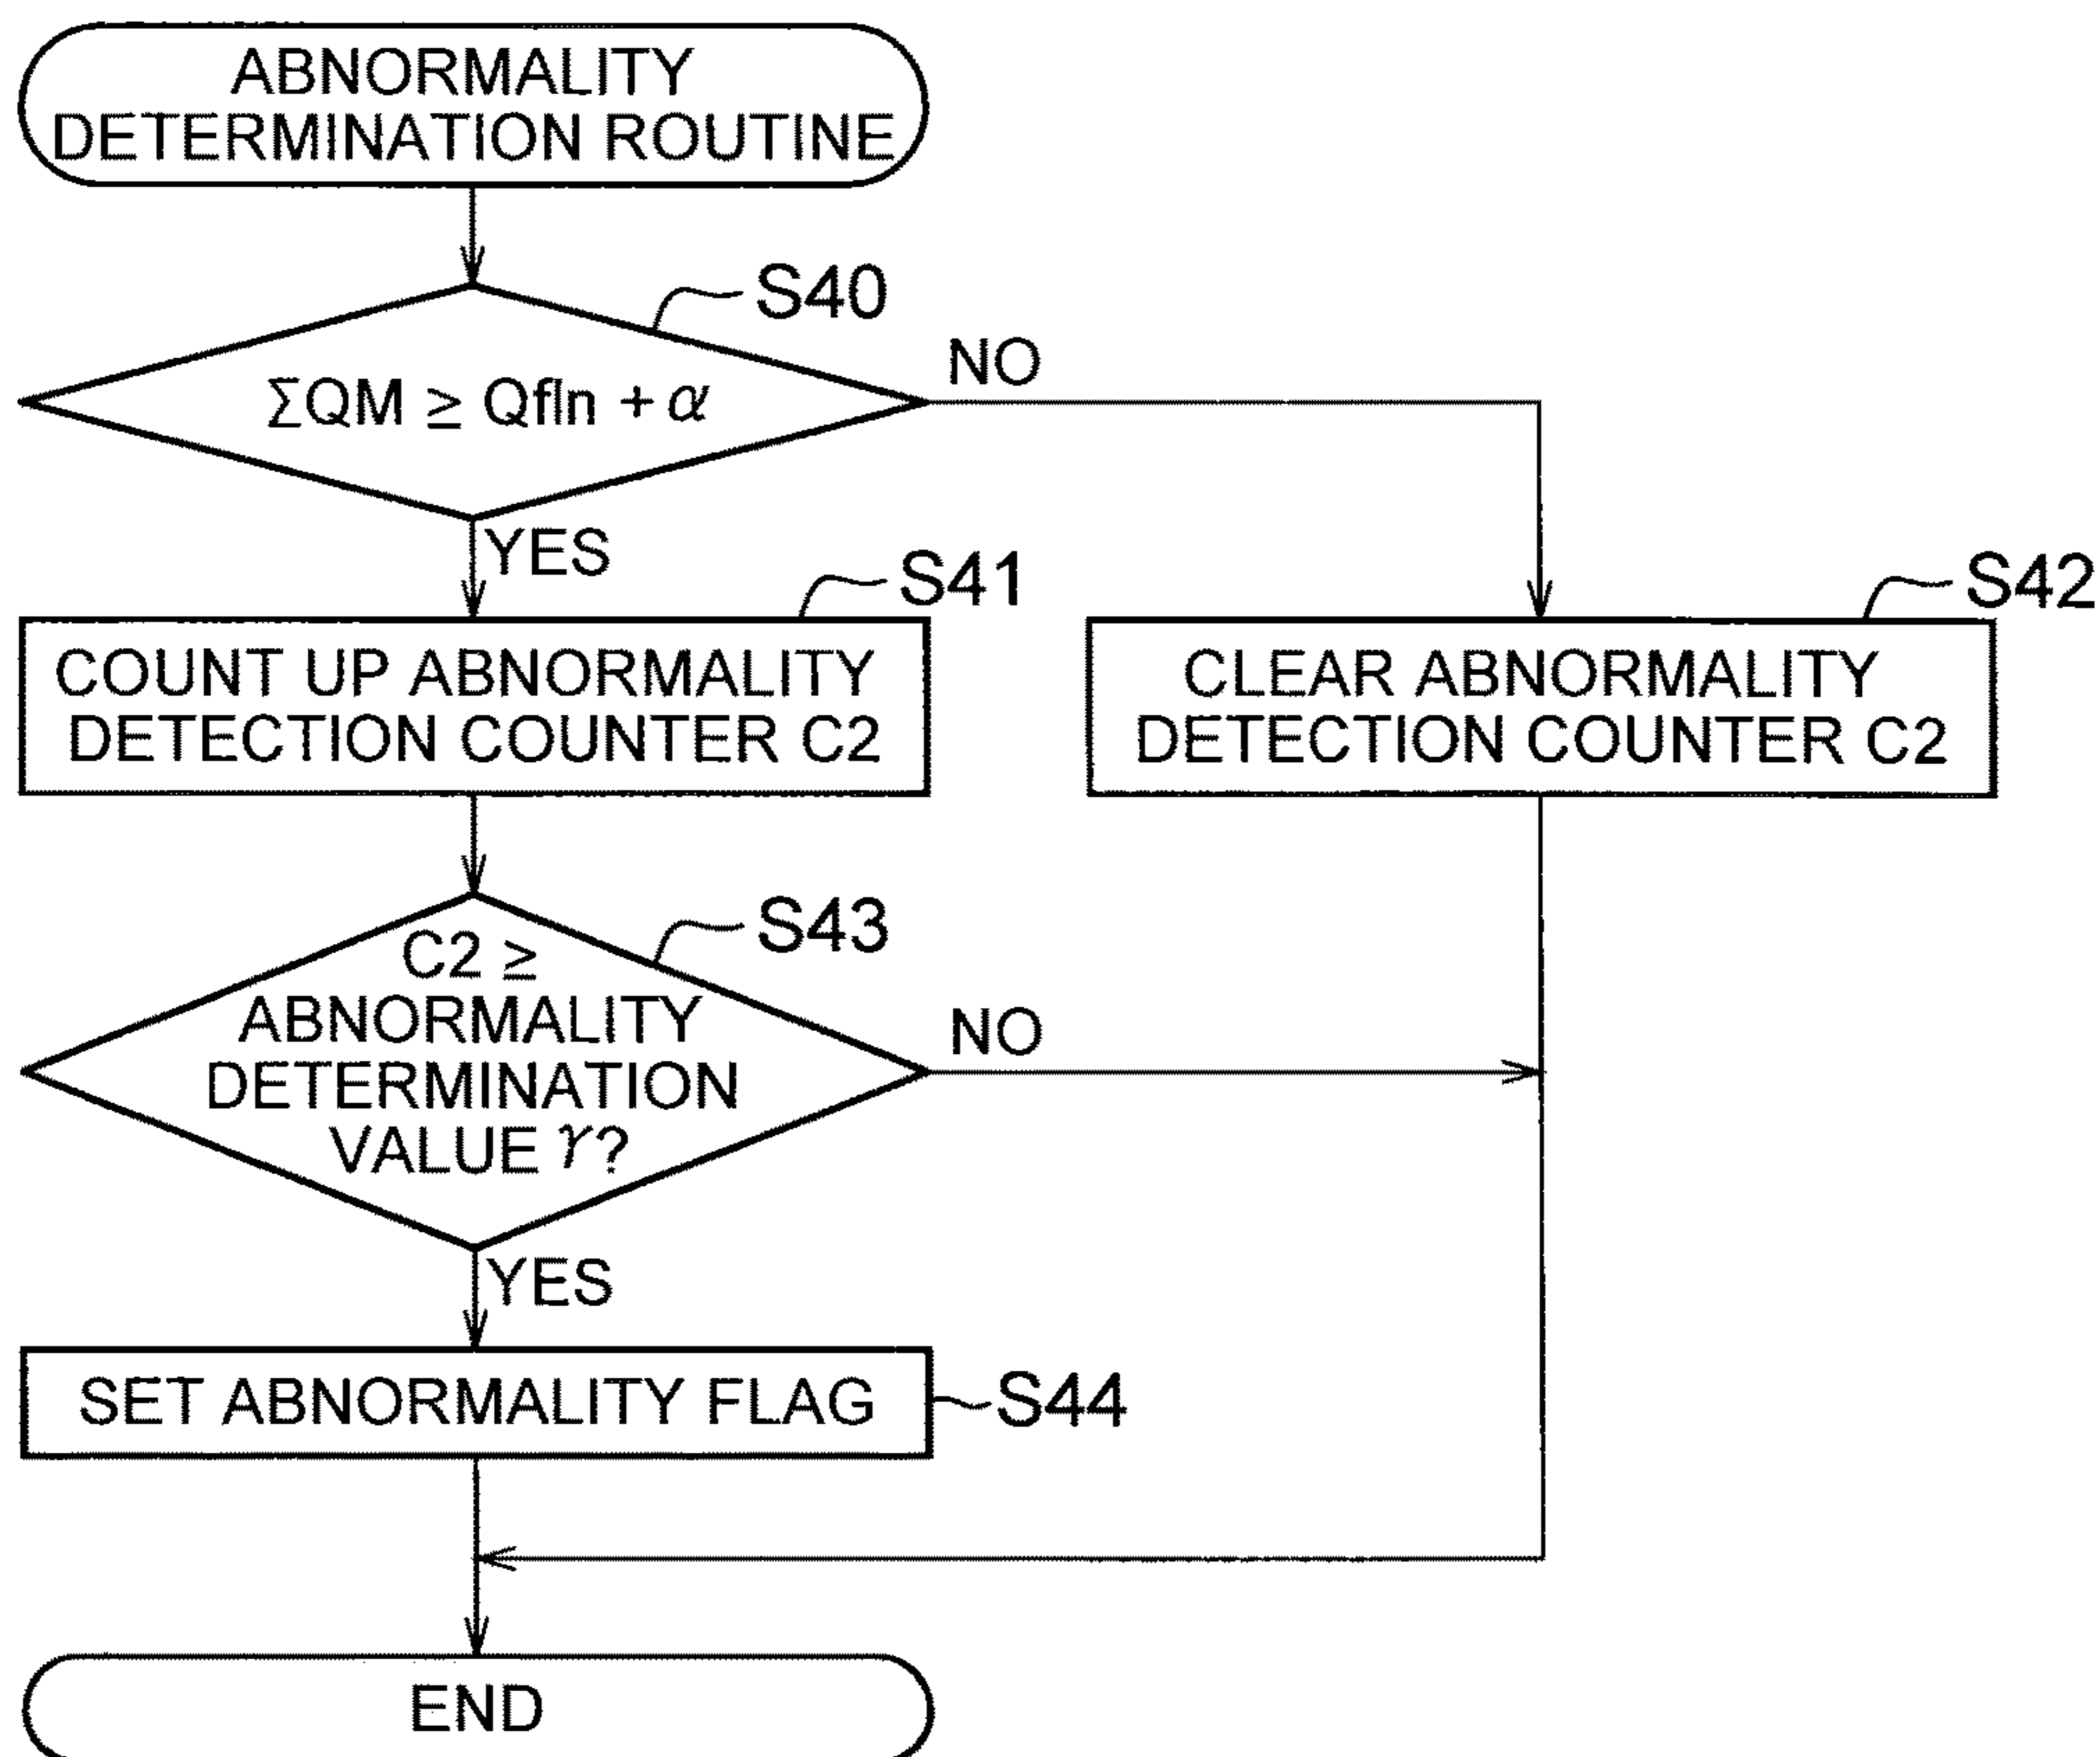 ABNORMALITY
DETERMINATION ROUTINE
S40
∑QM ≥ Qfln + α
NO
YES
S41
COUNT UP ABNORMALITY
DETECTION COUNTER C2
S42
CLEAR ABNORMALITY
DETECTION COUNTER C2
S43
C2 ≥
ABNORMALITY
DETERMINATION
VALUE γ?
NO
YES
SET ABNORMALITY FLAG
S44
END